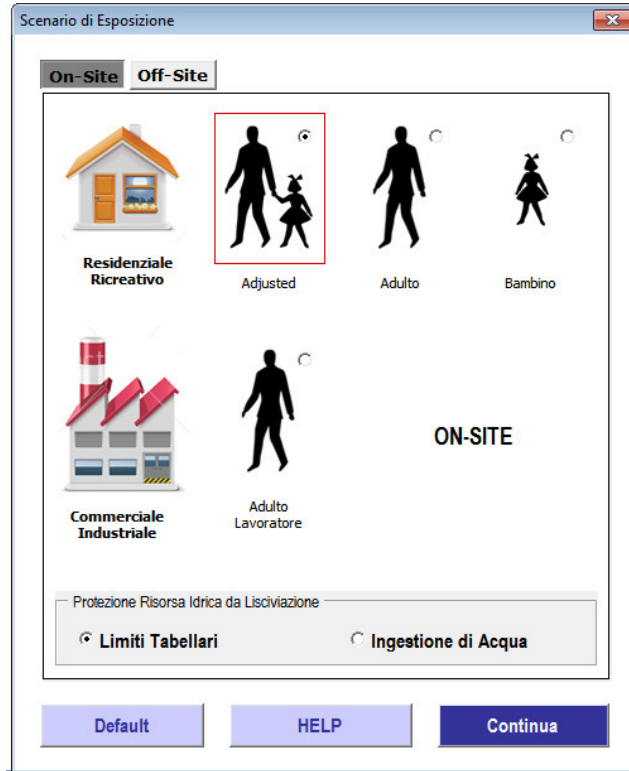 Scenario di Esposizione
On-Site
Off-Site
Residenziale
Ricreativo
Adjusted
Adulto
Bambino
Commerciale
Industriale
Adulto
Lavoratore
ON-SITE
Protezione Risorsa Idrica da Lisciviazione
Limiti Tabellari
Ingestione di Acqua
Default
HELP
Continua